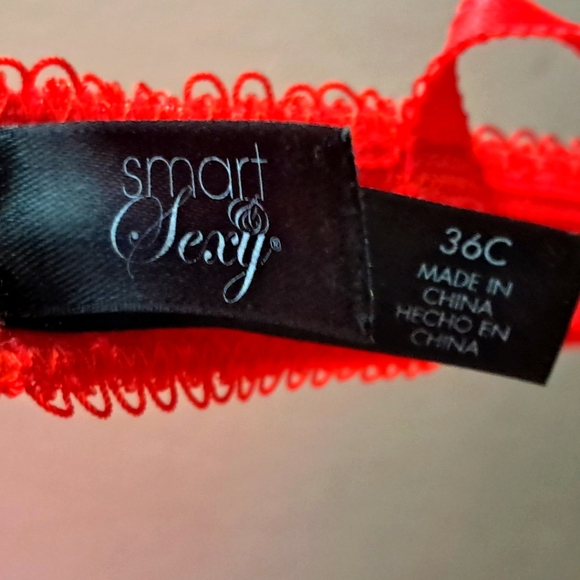 smart
& Sexy®
36C
MADE IN
CHINA
HECHO EN
CHINA